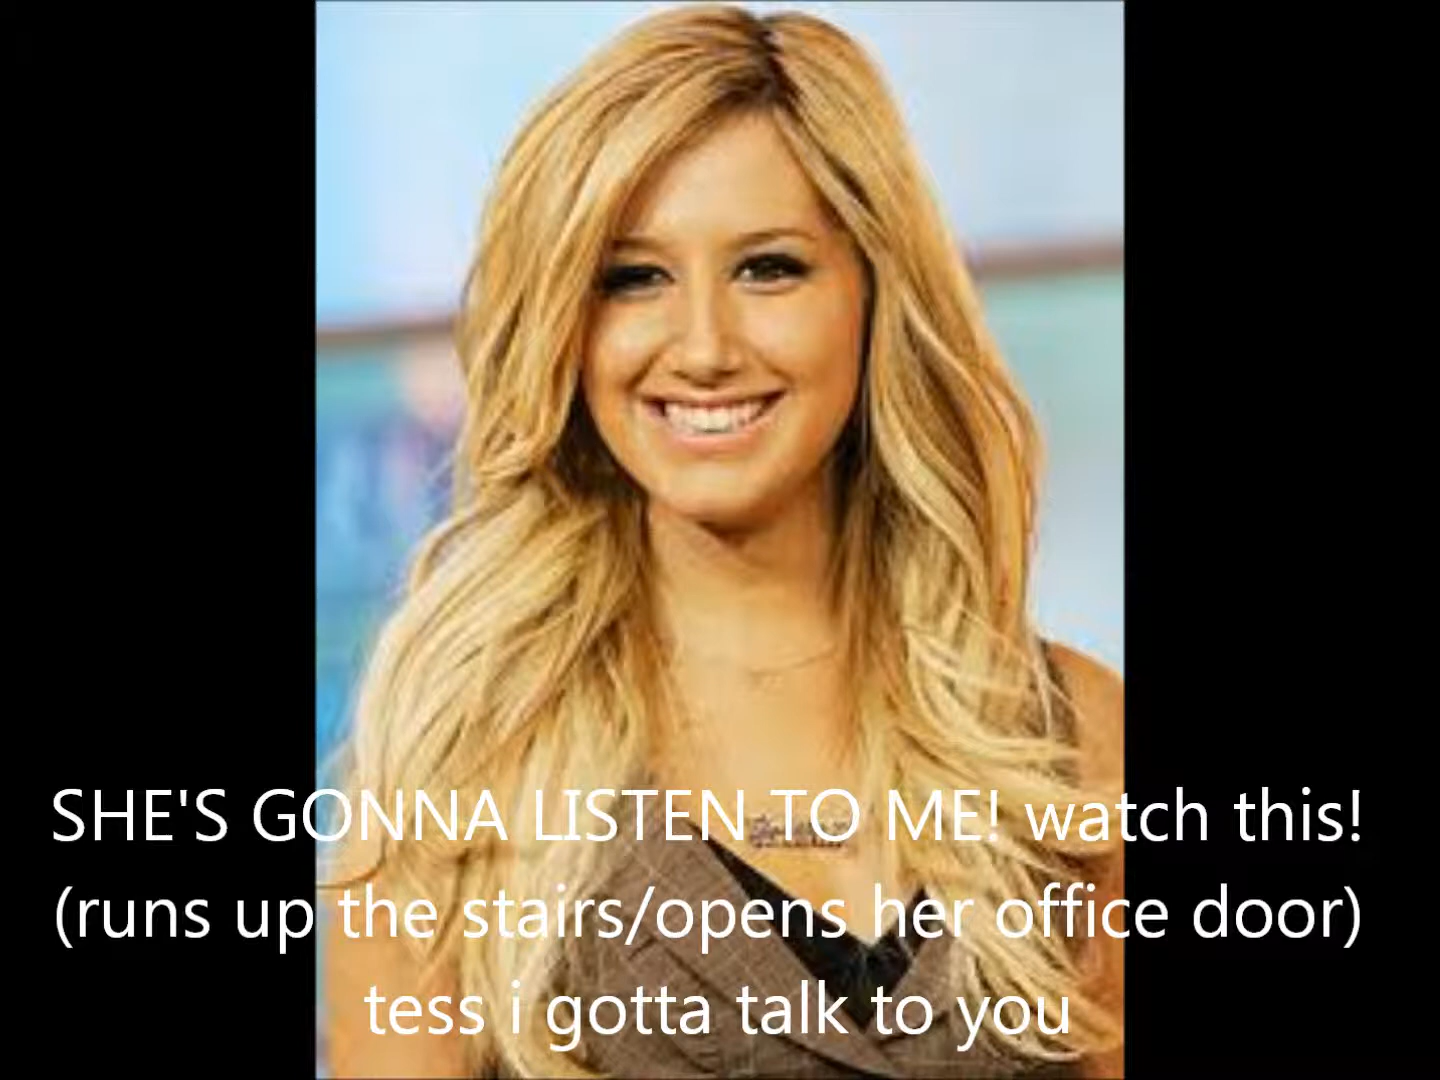 SHE'S GONNA LISTEN TO ME! watch this!
(runs up the stairs/opens her office door)
tess i gotta talk to you